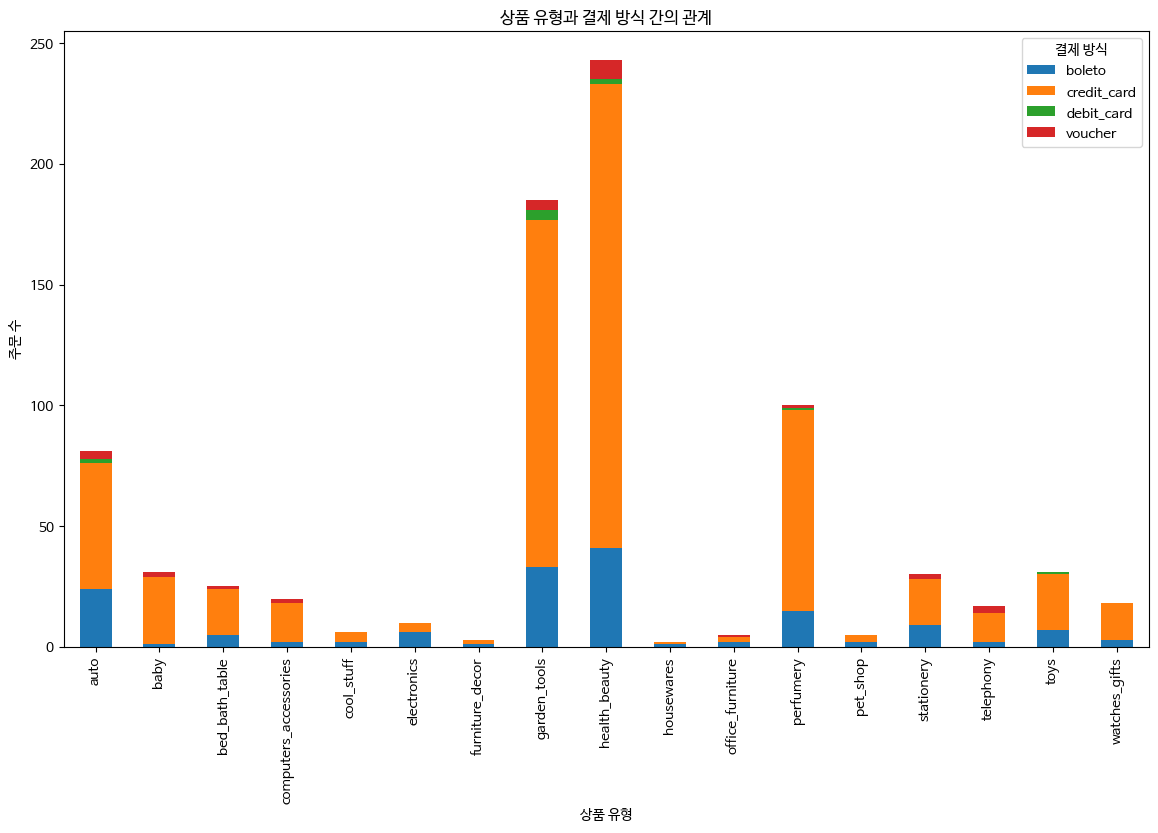 상품 유형과 결제 방식 간의 관계
결제 방식
boleto
credit_card
debit_card
voucher
주문 수
250
200
150
100
50
0
auto
baby
bed_bath_table
computers_accessories
cool_stuff
electronics
furniture_decor
garden_tools
health_beauty
housewares
office_furniture
perfumery
pet_shop
stationery
telephony
toys
watches_gifts
상품 유형